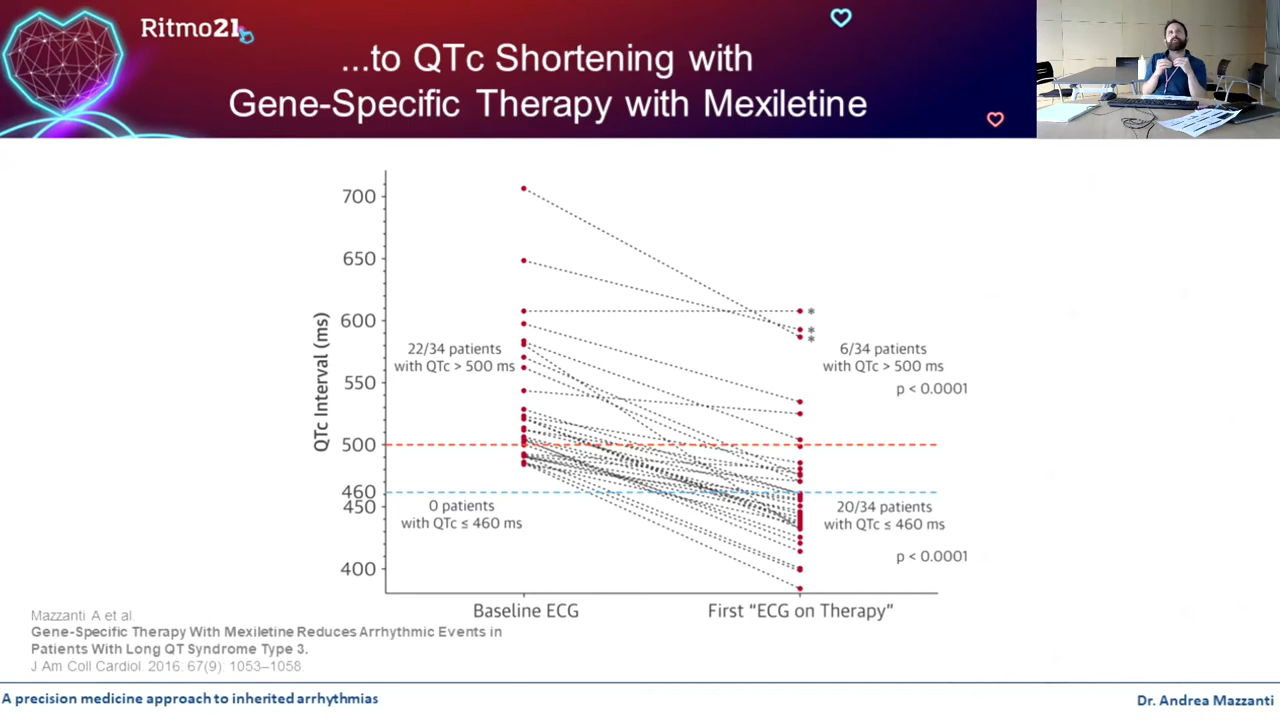 Ritmo21
...to QTc Shortening with
Gene-Specific Therapy with Mexiletine
QTc Interval (ms)
700
650
600
550
500
460
450
400
22/34 patients
with QTc > 500 ms
0 patients
with QTc ≤ 460 ms
*
*
*
6/34 patients
with QTc > 500 ms
p < 0.0001
20/34 patients
with QTc ≤ 460 ms
p < 0.0001
Baseline ECG
First “ECG on Therapy”
Mazzanti A et al.
Gene-Specific Therapy With Mexiletine Reduces Arrhythmic Events in
Patients With Long QT Syndrome Type 3.
J Am Coll Cardiol. 2016; 67(9): 1053–1058.
A precision medicine approach to inherited arrhythmias
Dr. Andrea Mazzanti